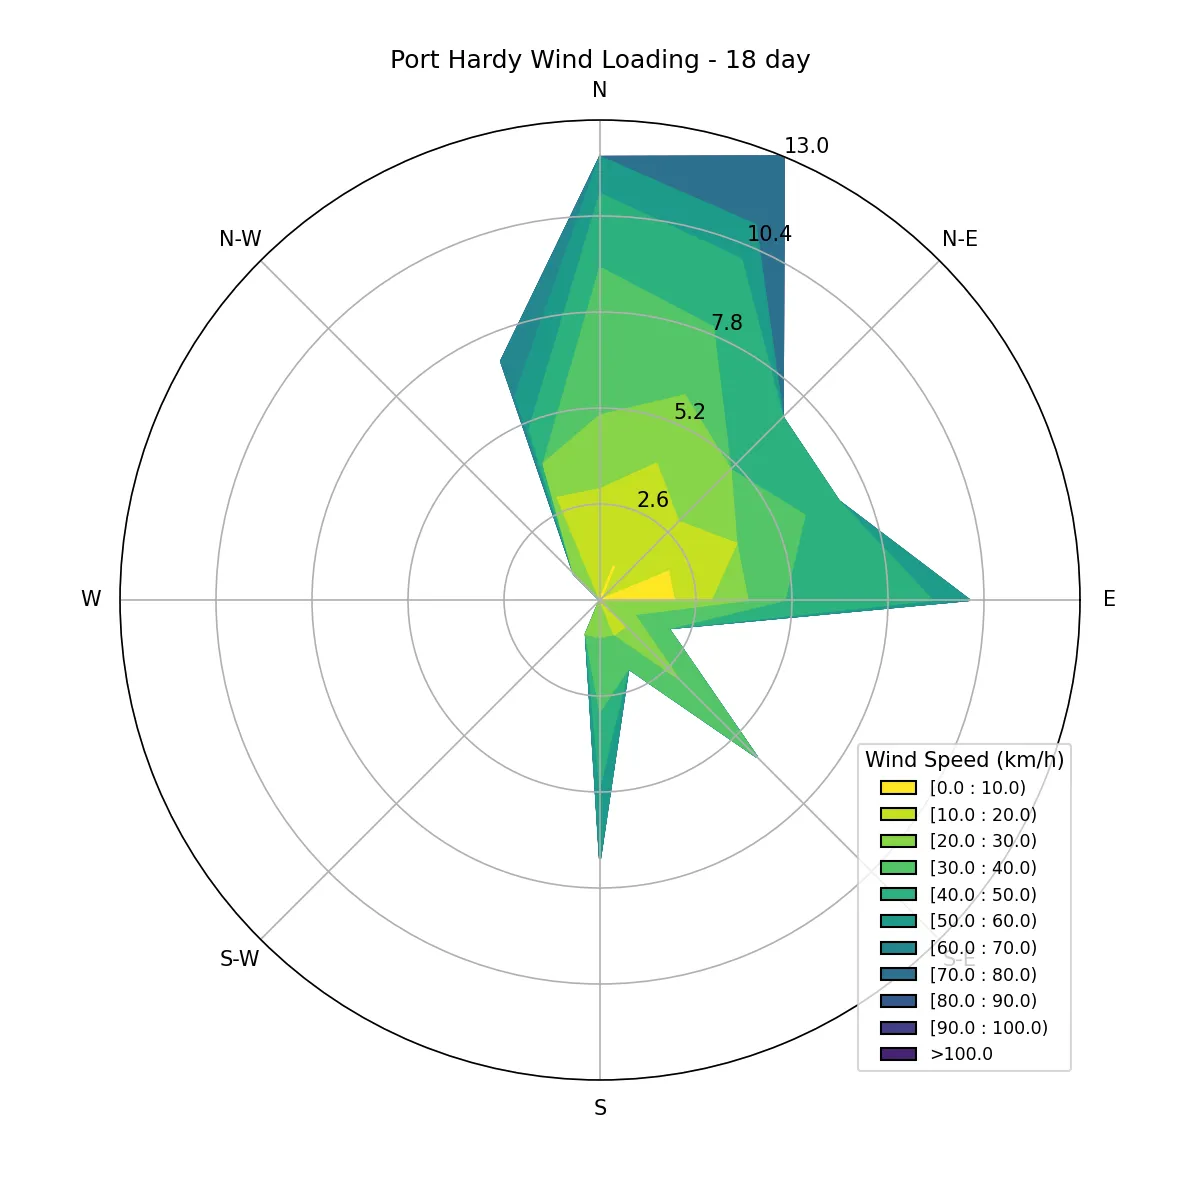 Port Hardy Wind Loading - 18 day
N
13.0
N-W
10.4
N-E
7.8
5.2
2.6
W
E
Wind Speed (km/h)
[0.0 : 10.0)
[10.0 : 20.0)
[20.0 : 30.0)
[30.0 : 40.0)
[40.0 : 50.0)
[50.0 : 60.0)
[60.0 : 70.0)
[70.0 : 80.0)
[80.0 : 90.0)
[90.0 : 100.0)
>100.0
S-W
S-E
S